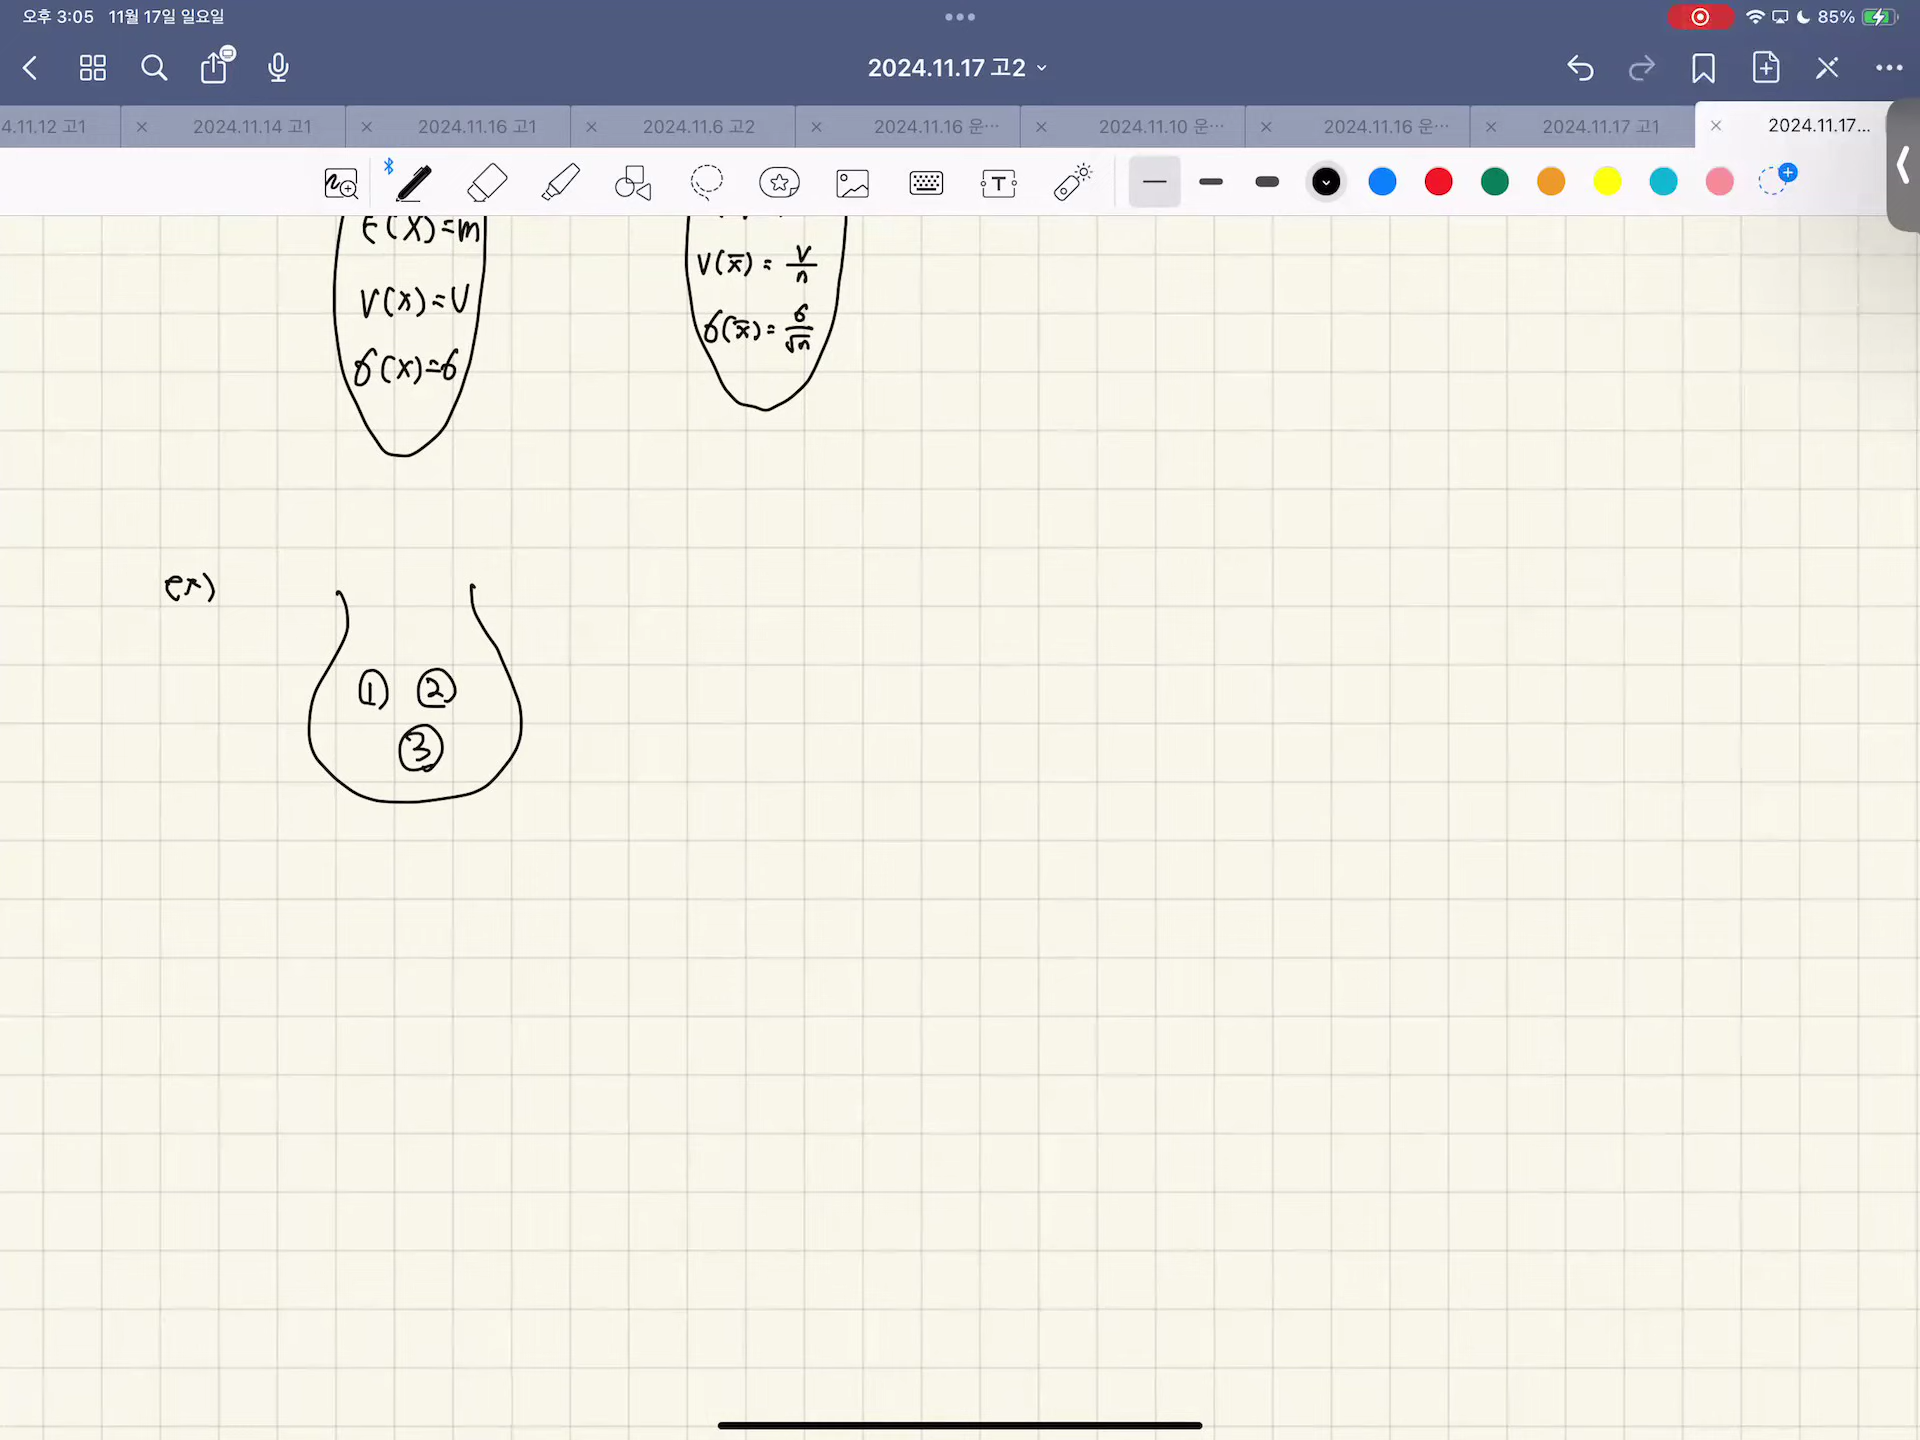 오후 3:05 11월 17일 일요일
85%
2024.11.17 고2
4.11.12 고1
2024.11.14 고1
2024.11.16 고1
2024.11.6 고2
2024.11.16 운…
2024.11.10 운…
2024.11.16 운…
2024.11.17 고1
2024.11.17...
T
E(X)=m
V(X)=V
σ(X)=σ
V(x̄)=V/n
σ(x̄)=σ/√n
ex)
① ②
③